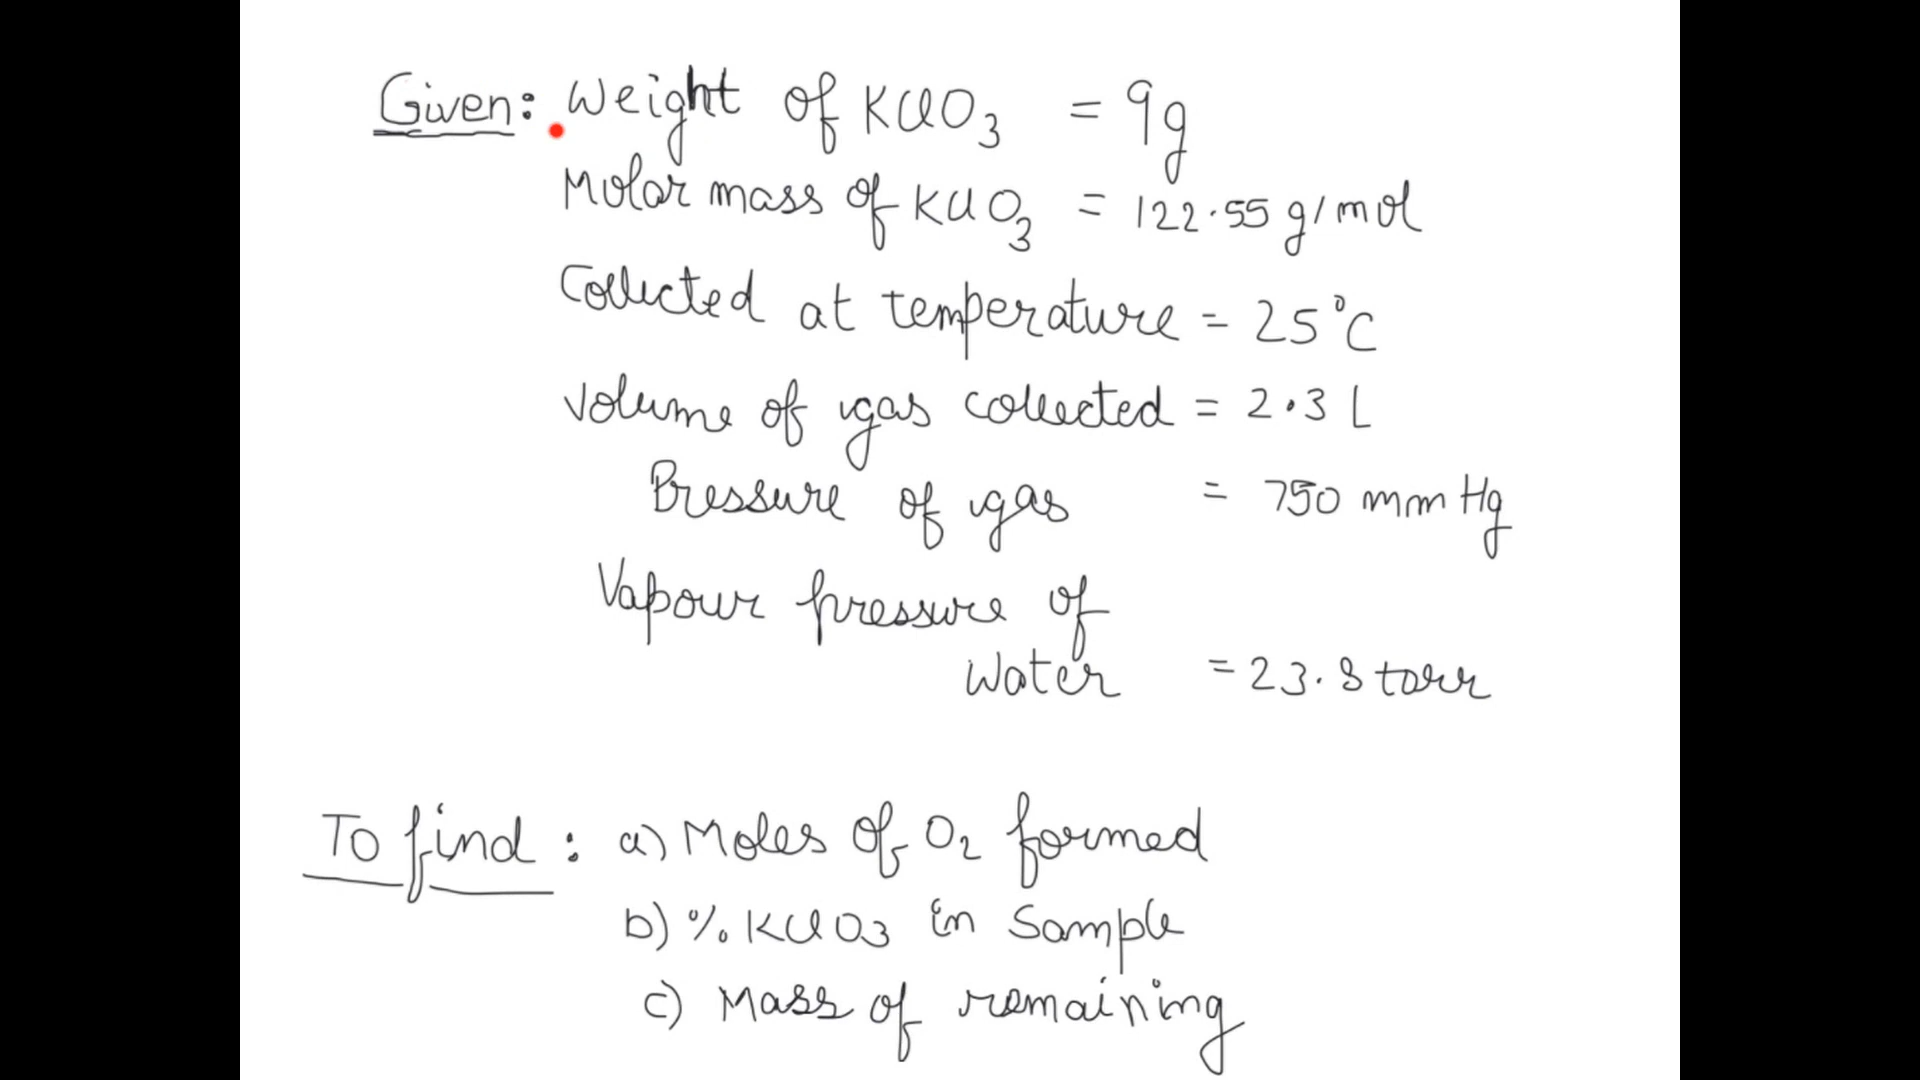 Given: Weight of KClO3 = 9g
Molar mass of KClO3 = 122.55 g/mol
Collected at temperature = 25°C
Volume of gas collected = 2.3 L
Pressure of gas = 750 mm Hg
Vapour pressure of
Water = 23.8 torr
To find: a) Moles of O2 formed
b) % KClO3 in Sample
c) Mass of remaining